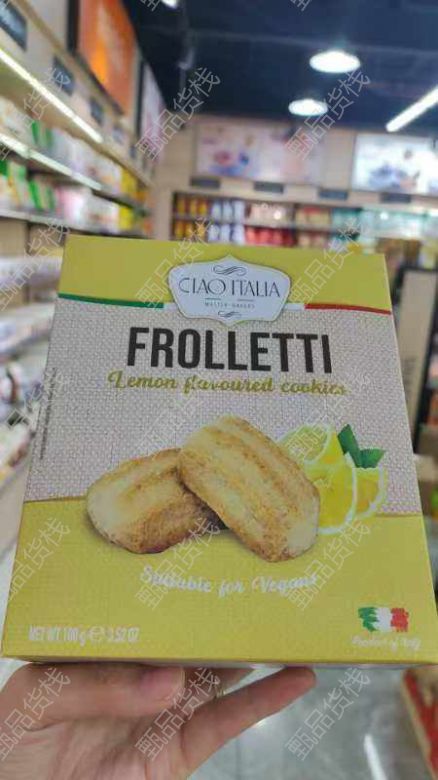 CIAO ITALIA
MASTER BAKERS
FROLLETTI
Lemon flavoured cookies
Suitable for Vegans
NET WT 100g e 3.52 OZ
Product of Italy
甄品货栈